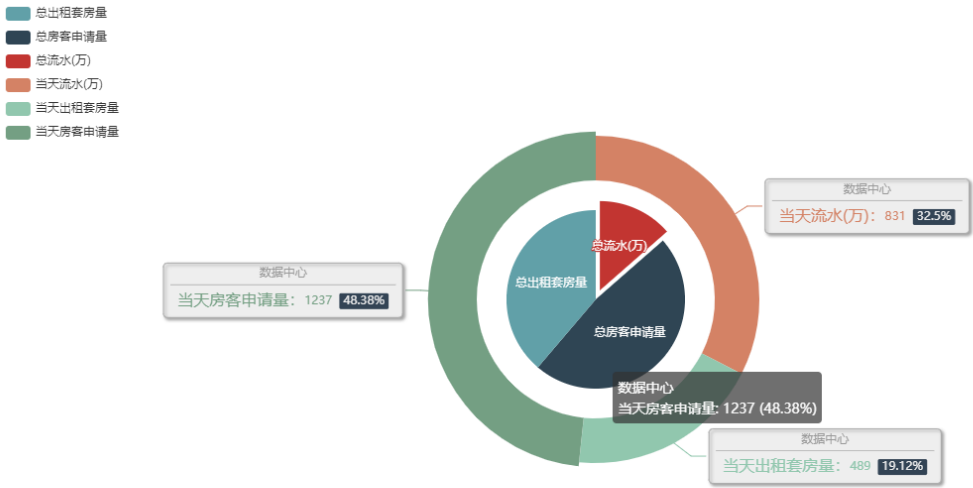 总出租套房量
总房客申请量
总流水(万)
当天流水(万)
当天出租套房量
当天房客申请量
数据中心
当天流水(万)：831 32.5%
总流水(万)
数据中心
当天房客申请量：1237 48.38%
总出租套房量
总房客申请量
数据中心
当天房客申请量: 1237 (48.38%)
数据中心
当天出租套房量：489 19.12%